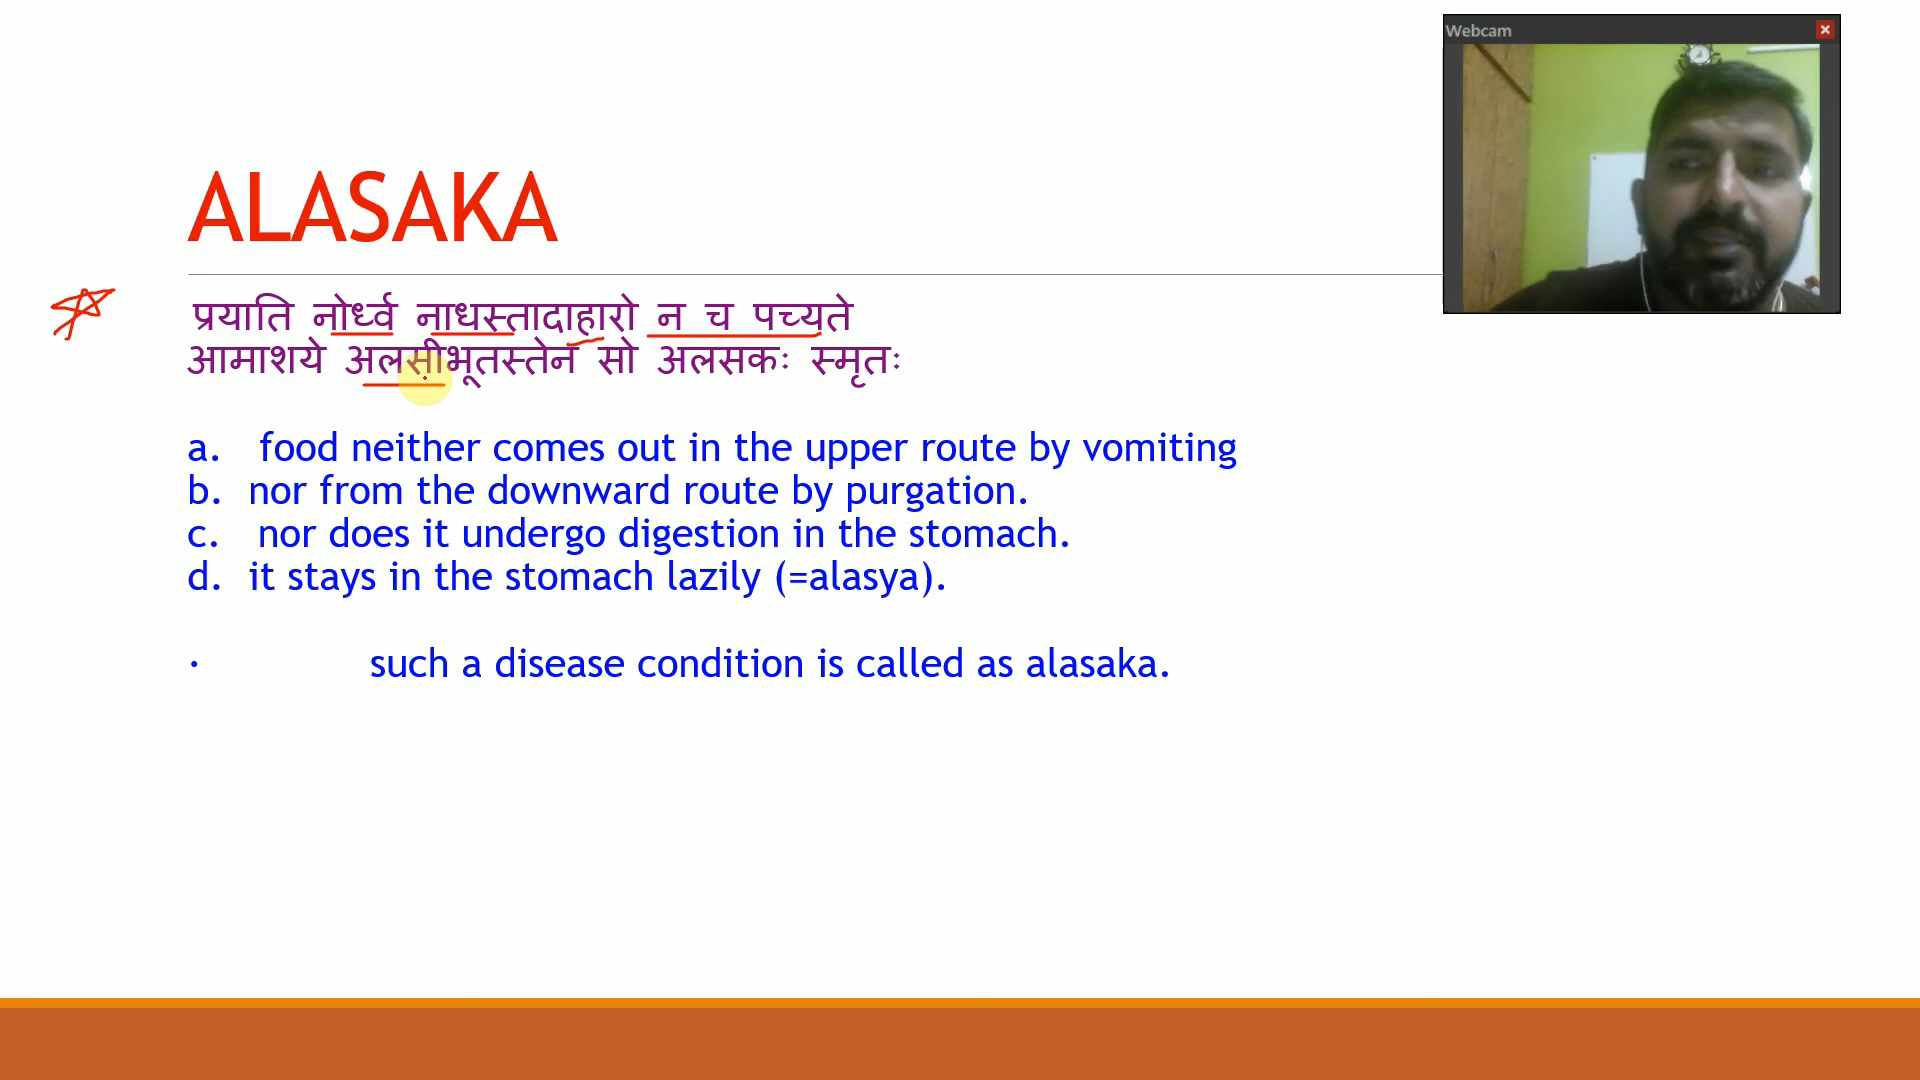 Webcam
ALASAKA
प्रयाति नोर्ध्व नाधस्तादाहारो न च पच्यते
आमाशये अलसीभूतस्तेन सो अलसकः स्मृतः
a. food neither comes out in the upper route by vomiting
b. nor from the downward route by purgation.
c. nor does it undergo digestion in the stomach.
d. it stays in the stomach lazily (=alasya).
· such a disease condition is called as alasaka.